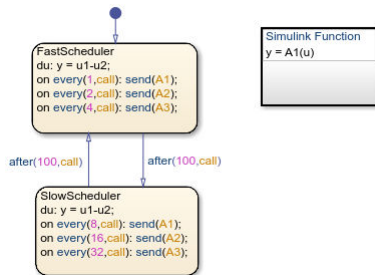 FastScheduler
du: y = u1-u2;
on every(1,call): send(A1);
on every(2,call): send(A2);
on every(4,call): send(A3);
Simulink Function
y = A1(u)
after(100,call)
after(100,call)
SlowScheduler
du: y = u1-u2;
on every(8,call): send(A1);
on every(16,call): send(A2);
on every(32,call): send(A3);